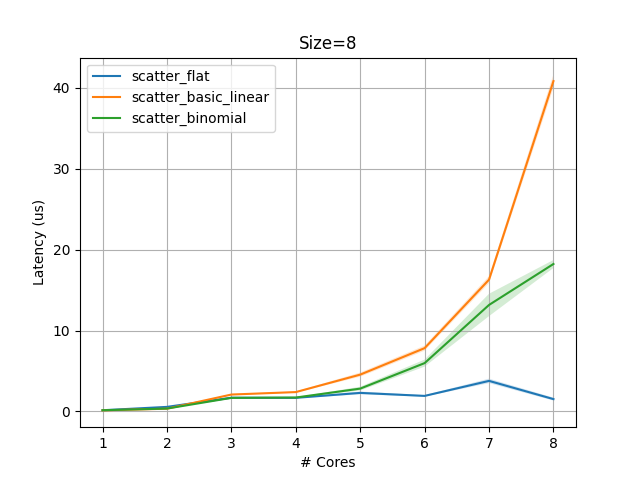 Size=8
scatter_flat
scatter_basic_linear
scatter_binomial
Latency (us)
40
30
20
10
0
1 2 3 4 5 6 7 8
# Cores